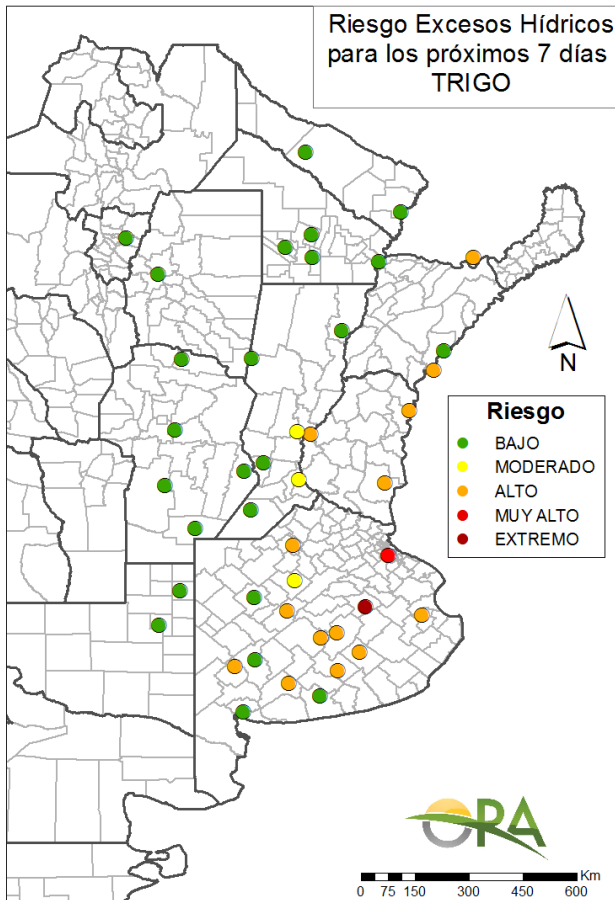 Riesgo Excesos Hídricos
para los próximos 7 días
TRIGO
N
Riesgo
BAJO
MODERADO
ALTO
MUY ALTO
EXTREMO
OPA
Km
0 75 150 300 450 600